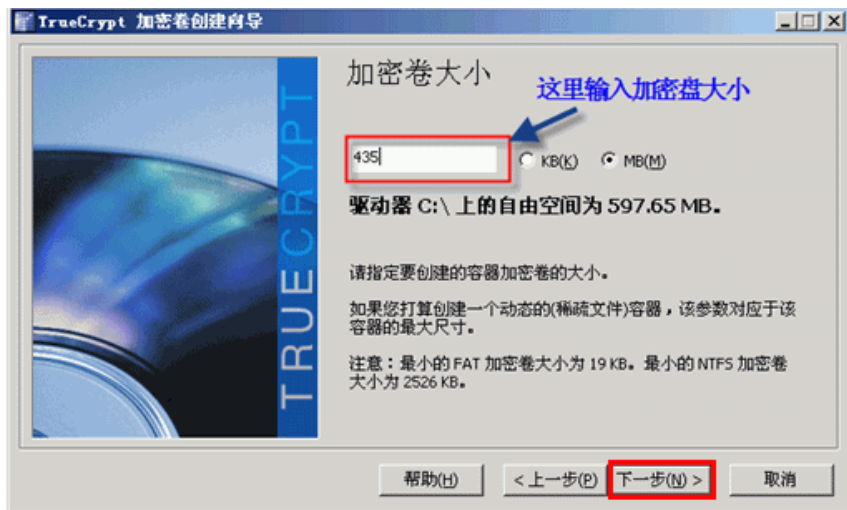 TrueCrypt 加密卷创建向导
加密卷大小
这里输入加密盘大小
435
KB(K)
MB(M)
驱动器 C:\ 上的自由空间为 597.65 MB。
请指定要创建的容器加密卷的大小。
如果您打算创建一个动态的(稀疏文件)容器，该参数对应于该
容器的最大尺寸。
注意：最小的 FAT 加密卷大小为 19 KB。最小的 NTFS 加密卷
大小为 2526 KB。
TRUECRYPT
帮助(H)
< 上一步(P)
下一步(N) >
取消